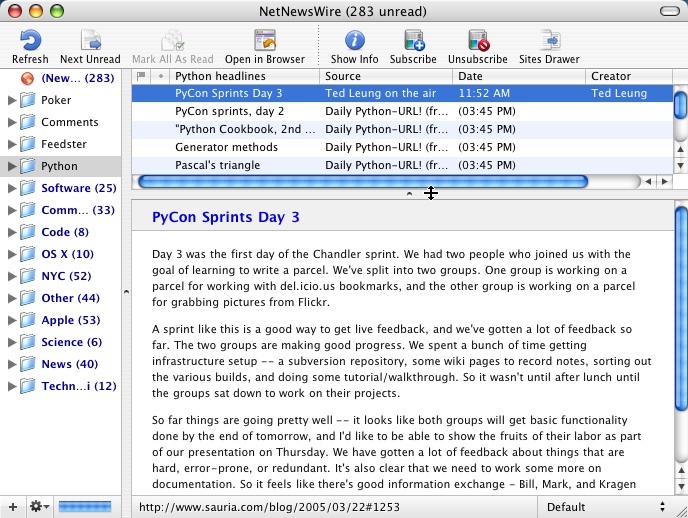 NetNewsWire (283 unread)
Refresh Next Unread Mark All As Read Open in Browser Show Info Subscribe Unsubscribe Sites Drawer
(New... (283)
Poker
Comments
Feedster
Python
Software (25)
Comm... (33)
Code (8)
OS X (10)
NYC (52)
Other (44)
Apple (53)
Science (6)
News (40)
Techn...i (12)
Python headlines Source Date Creator
PyCon Sprints Day 3 Ted Leung on the air 11:52 AM Ted Leung
PyCon sprints, day 2 Daily Python-URL! (fr... (03:45 PM)
"Python Cookbook, 2nd ... Daily Python-URL! (fr... (03:45 PM)
Generator methods Daily Python-URL! (fr... (03:45 PM)
Pascal's triangle Daily Python-URL! (fr... (03:45 PM)
PyCon Sprints Day 3
Day 3 was the first day of the Chandler sprint. We had two people who joined us with the
goal of learning to write a parcel. We've split into two groups. One group is working on a
parcel for working with del.icio.us bookmarks, and the other group is working on a parcel
for grabbing pictures from Flickr.
A sprint like this is a good way to get live feedback, and we've gotten a lot of feedback so
far. The two groups are making good progress. We spent a bunch of time getting
infrastructure setup -- a subversion repository, some wiki pages to record notes, sorting out
the various builds, and doing some tutorial/walkthrough. So it wasn't until after lunch until
the groups sat down to work on their projects.
So far things are going pretty well -- it looks like both groups will get basic functionality
done by the end of tomorrow, and I'd like to be able to show the fruits of their labor as part
of our presentation on Thursday. We have gotten a lot of feedback about things that are
hard, error-prone, or redundant. It's also clear that we need to work some more on
documentation. So it feels like there's good information exchange - Bill, Mark, and Kragen
http://www.sauria.com/blog/2005/03/22#1253 Default